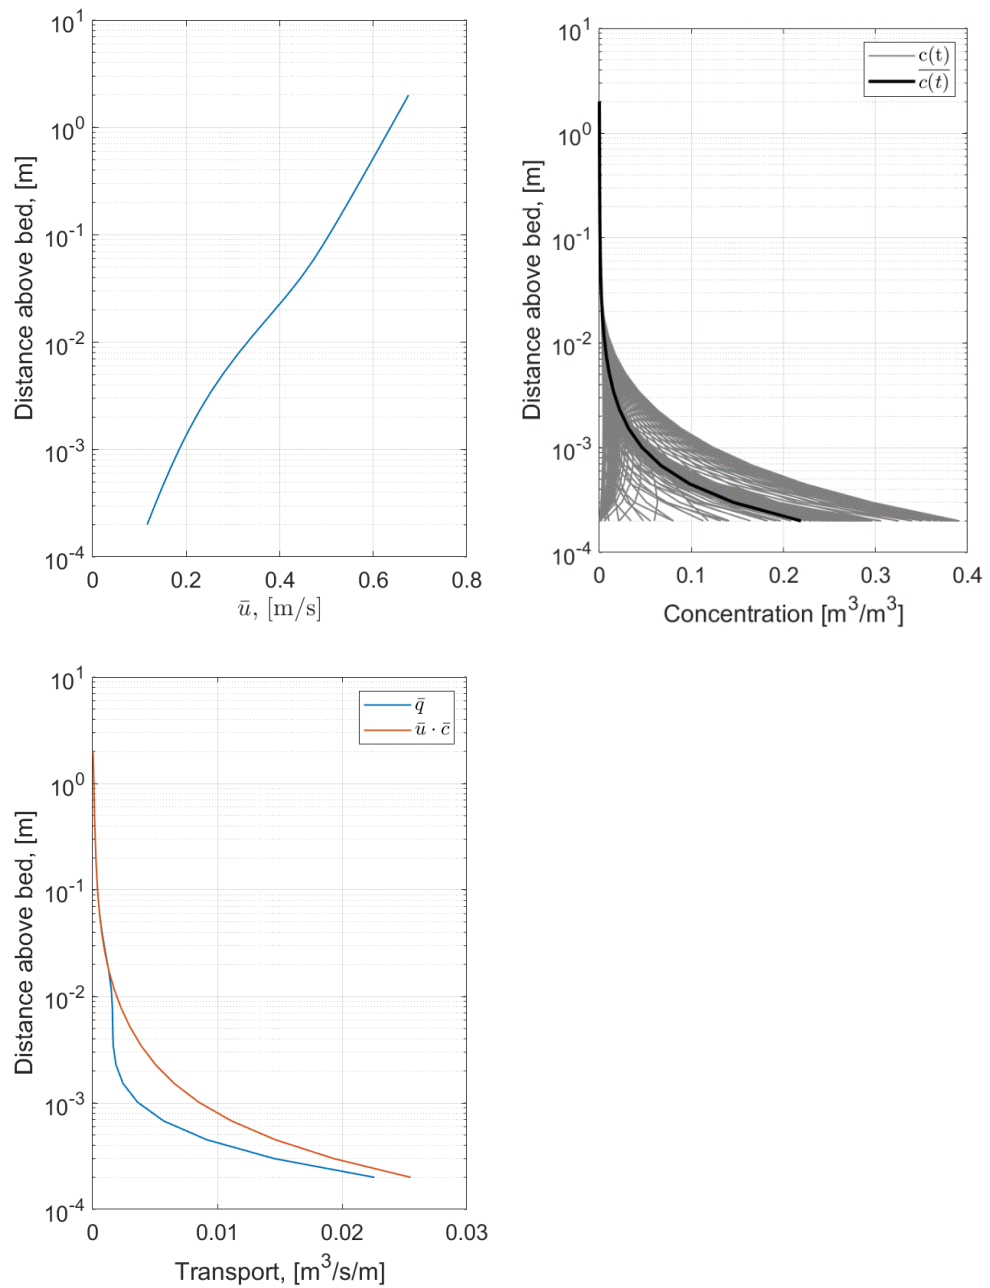 10^1
10^0
10^-1
10^-2
10^-3
10^-4
Distance above bed, [m]
0 0.2 0.4 0.6 0.8
ū, [m/s]
10^1
10^0
10^-1
10^-2
10^-3
10^-4
Distance above bed, [m]
c(t)
\overline{c(t)}
0 0.1 0.2 0.3 0.4
Concentration [m^3/m^3]
10^1
10^0
10^-1
10^-2
10^-3
10^-4
Distance above bed, [m]
q̄
ū · c̄
0 0.01 0.02 0.03
Transport, [m^3/s/m]